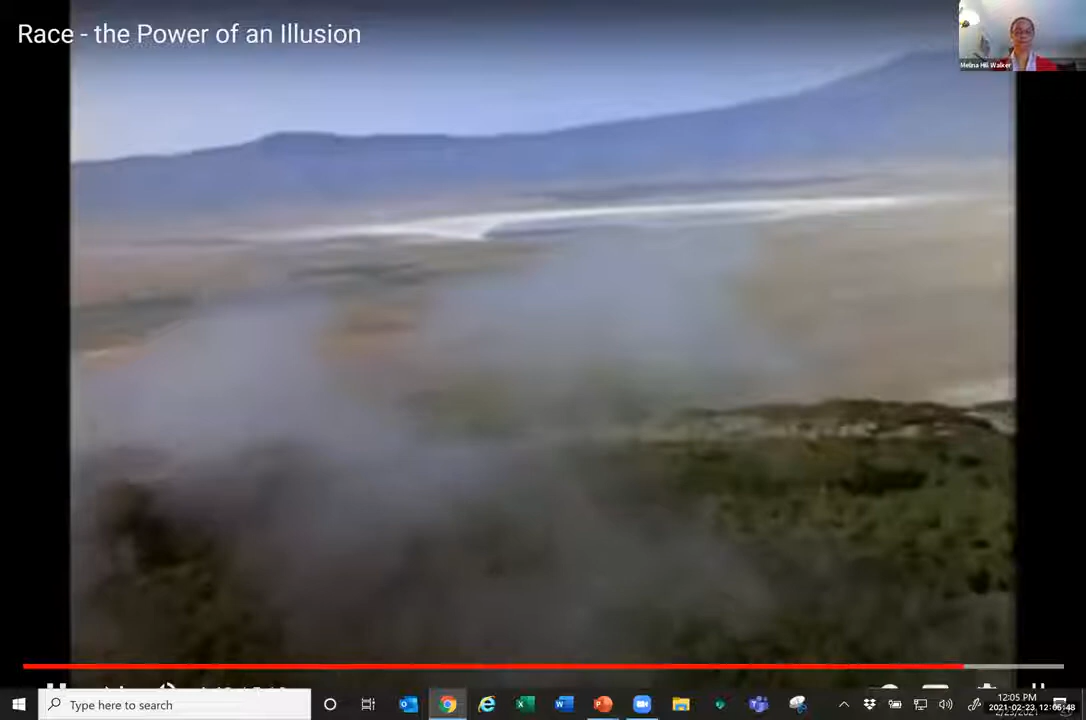 Race - the Power of an Illusion
Melina Hill Walker
Type here to search
12:05 PM
2021-02-23 12:05:48